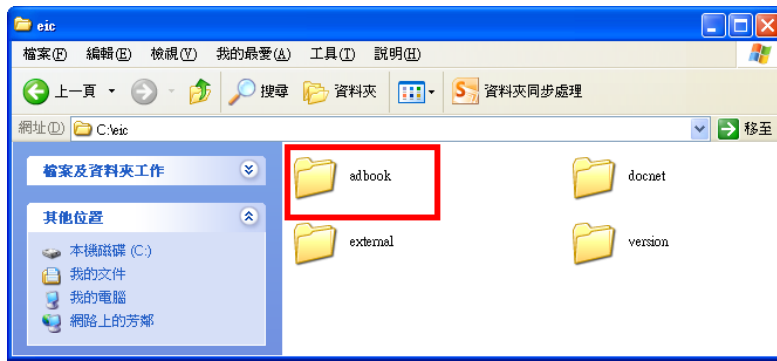 eic
檔案(F) 編輯(E) 檢視(V) 我的最愛(A) 工具(T) 說明(H)
上一頁 搜尋 資料夾 資料夾同步處理
網址(D) C:\eic 移至
檔案及資料夾工作
adbook
docnet
其他位置
external
version
本機磁碟 (C:)
我的文件
我的電腦
網路上的芳鄰